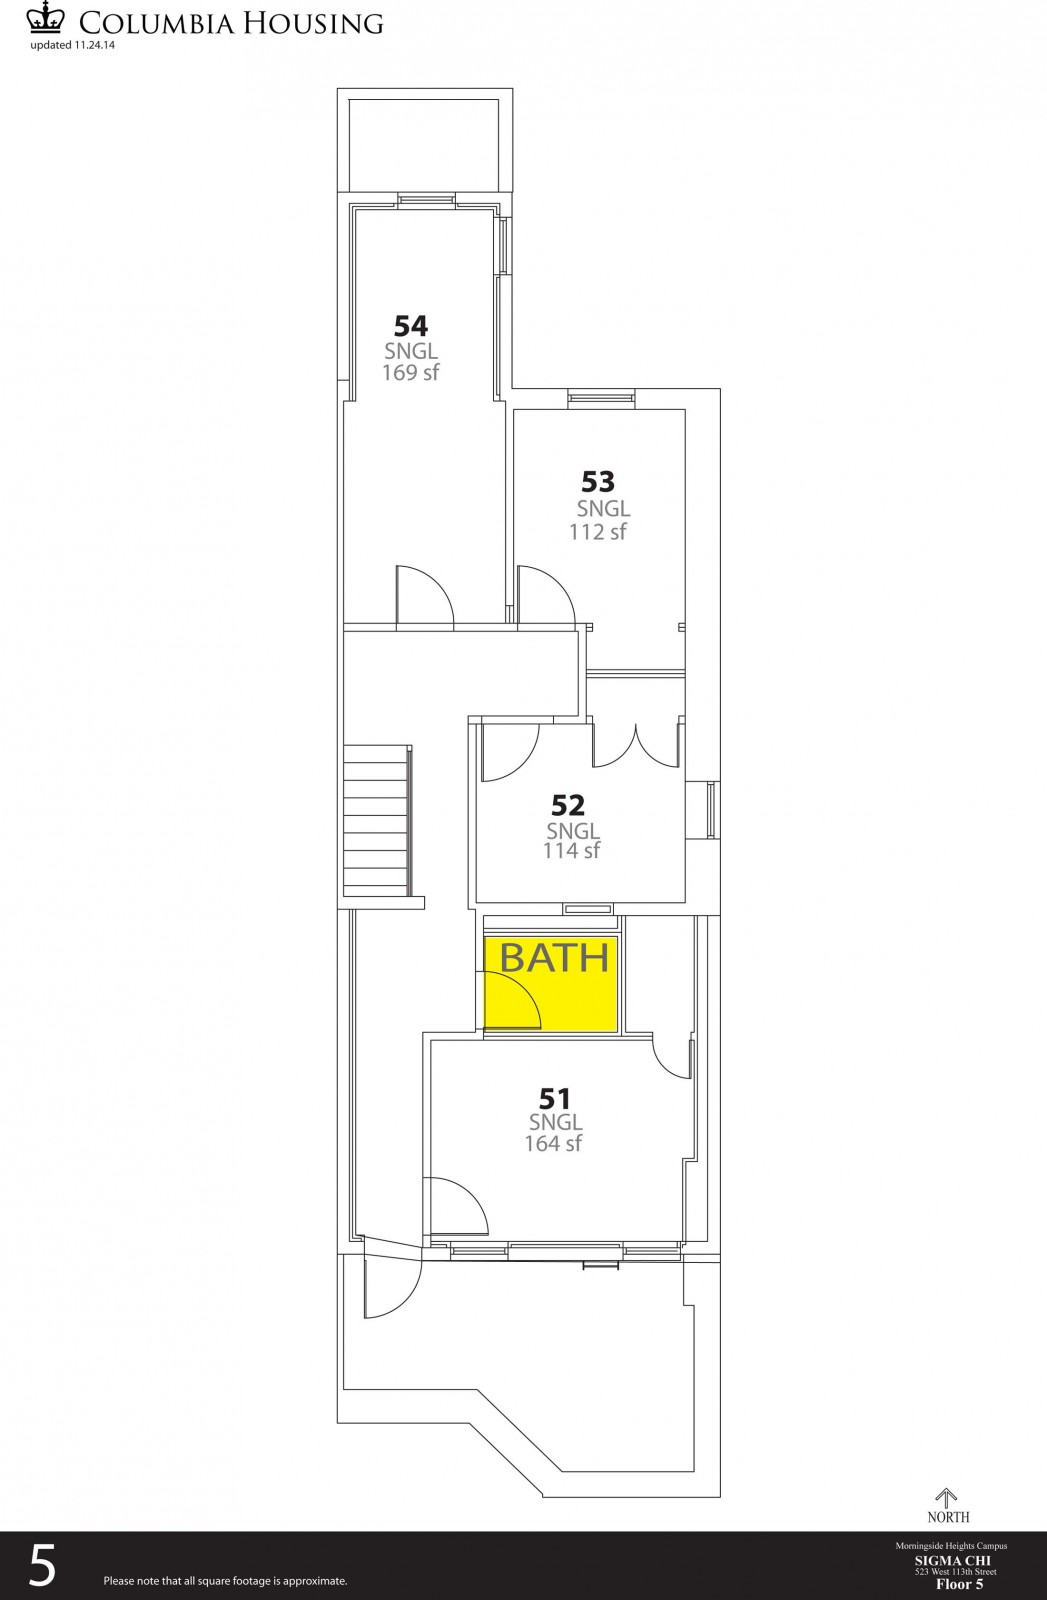 COLUMBIA HOUSING
updated 11.24.14
54
SNGL
169 sf
53
SNGL
112 sf
52
SNGL
114 sf
BATH
51
SNGL
164 sf
NORTH
5
Please note that all square footage is approximate.
Morningside Heights Campus
SIGMA CHI
523 West 113th Street
Floor 5